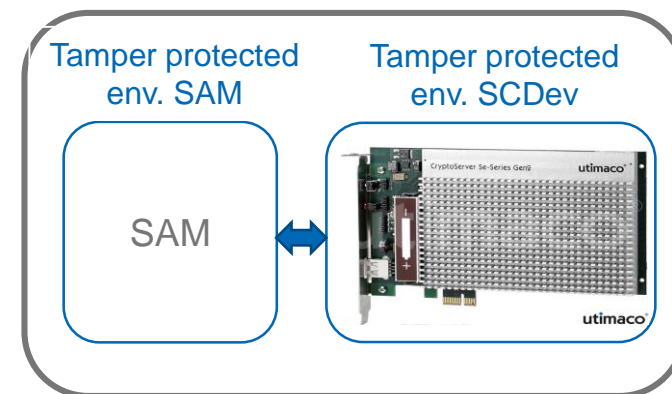 Tamper protected
env. SAM
Tamper protected
env. SCDev
SAM
CryptoServer Se-Series Gen2
utimaco®
utimaco®